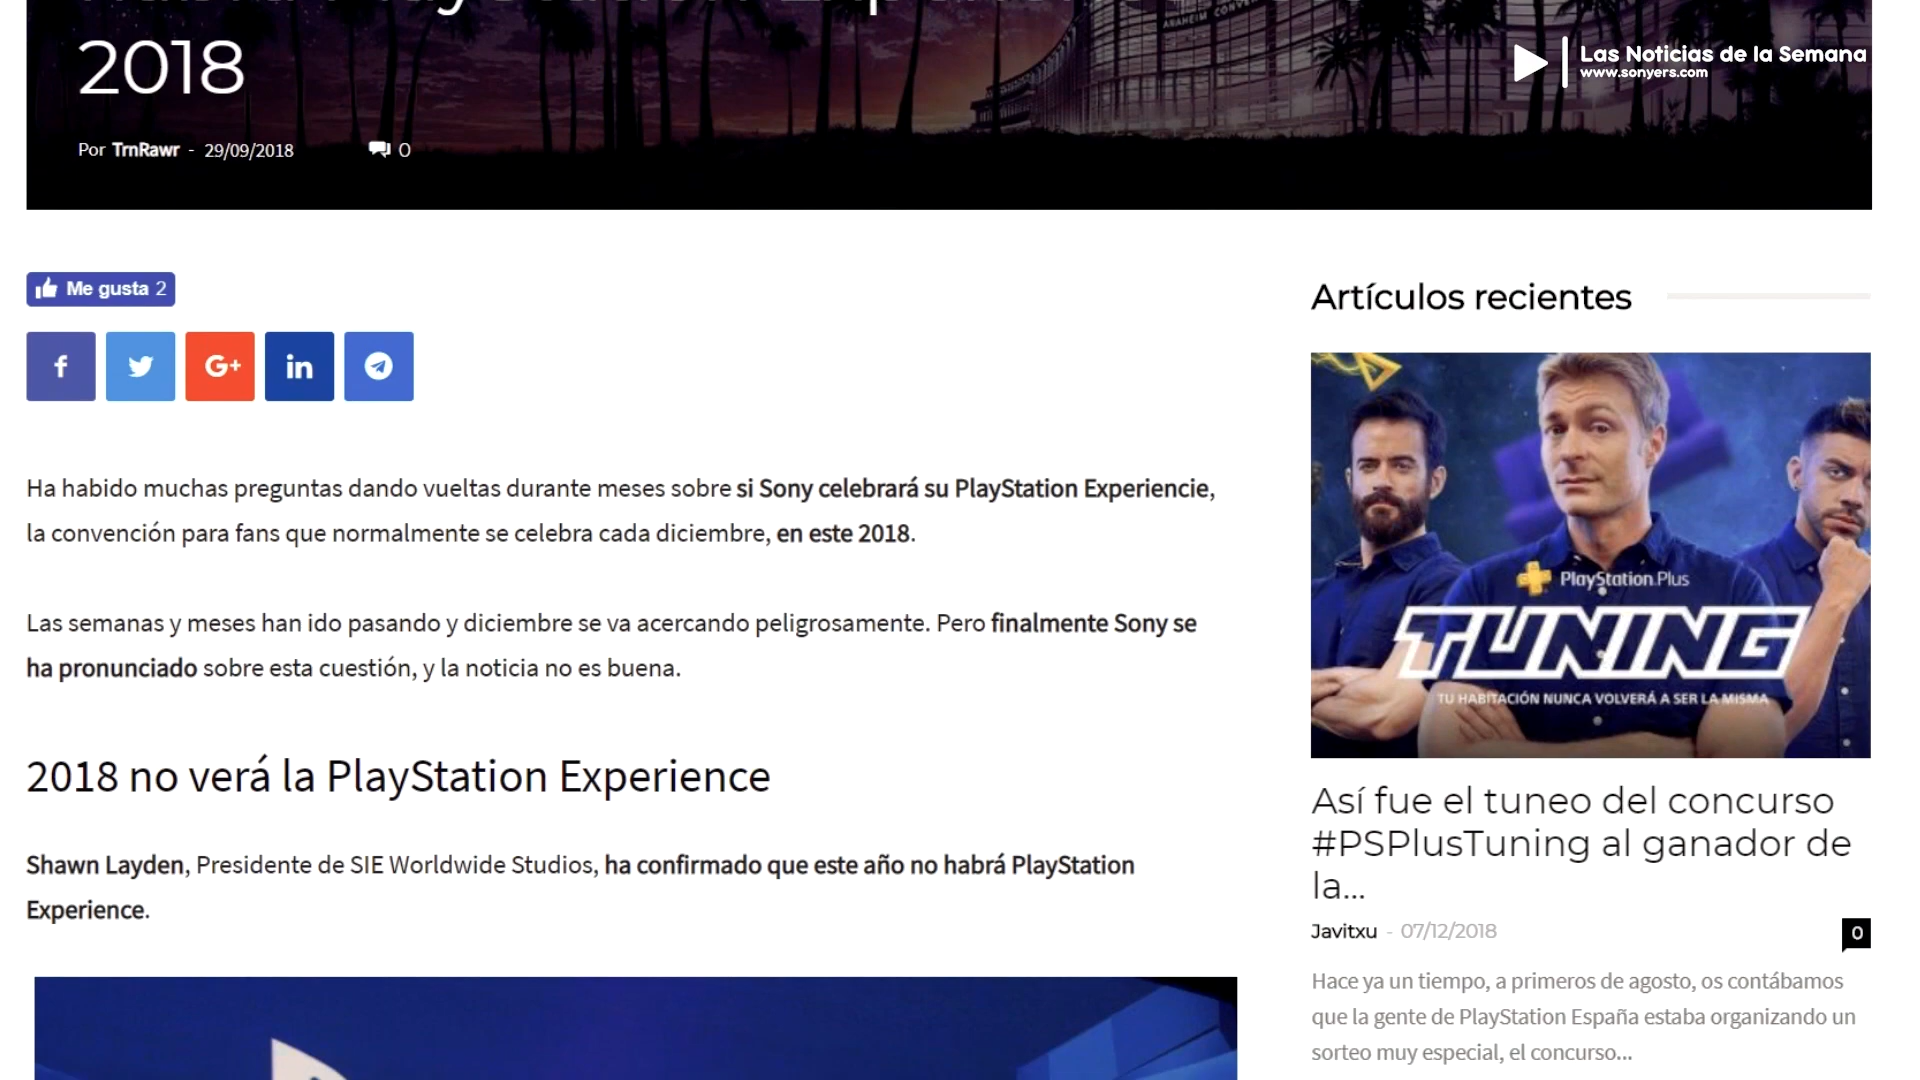 PlayStation
2018
ANAHEIM CONVEN
Las Noticias de la Semana
www.sonyers.com
Por TrnRawr - 29/09/2018 0
Me gusta 2
f G+ in
Ha habido muchas preguntas dando vueltas durante meses sobre si Sony celebrará su PlayStation Experiencie,
la convención para fans que normalmente se celebra cada diciembre, en este 2018.
Las semanas y meses han ido pasando y diciembre se va acercando peligrosamente. Pero finalmente Sony se
ha pronunciado sobre esta cuestión, y la noticia no es buena.
2018 no verá la PlayStation Experience
Shawn Layden, Presidente de SIE Worldwide Studios, ha confirmado que este año no habrá PlayStation
Experience.
Artículos recientes
PlayStation Plus
TUNING
TU HABITACIÓN NUNCA VOLVERÁ A SER LA MISMA
Así fue el tuneo del concurso
#PSPlusTuning al ganador de
la...
Javitxu - 07/12/2018
0
Hace ya un tiempo, a primeros de agosto, os contábamos
que la gente de PlayStation España estaba organizando un
sorteo muy especial, el concurso...